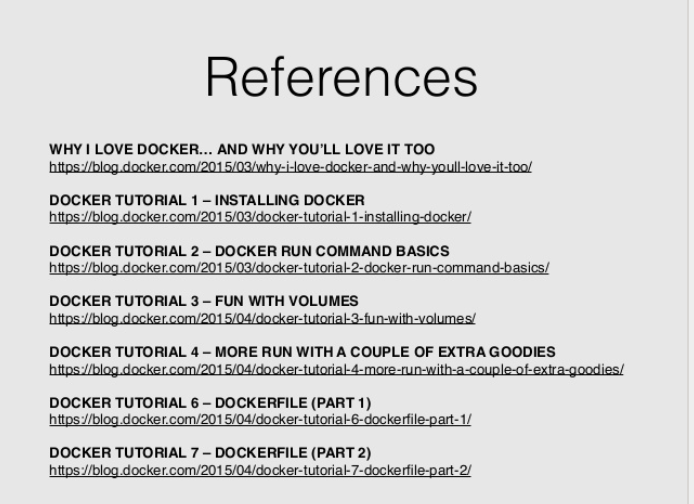 References
WHY I LOVE DOCKER… AND WHY YOU'LL LOVE IT TOO
https://blog.docker.com/2015/03/why-i-love-docker-and-why-youll-love-it-too/
DOCKER TUTORIAL 1 – INSTALLING DOCKER
https://blog.docker.com/2015/03/docker-tutorial-1-installing-docker/
DOCKER TUTORIAL 2 – DOCKER RUN COMMAND BASICS
https://blog.docker.com/2015/03/docker-tutorial-2-docker-run-command-basics/
DOCKER TUTORIAL 3 – FUN WITH VOLUMES
https://blog.docker.com/2015/04/docker-tutorial-3-fun-with-volumes/
DOCKER TUTORIAL 4 – MORE RUN WITH A COUPLE OF EXTRA GOODIES
https://blog.docker.com/2015/04/docker-tutorial-4-more-run-with-a-couple-of-extra-goodies/
DOCKER TUTORIAL 6 – DOCKERFILE (PART 1)
https://blog.docker.com/2015/04/docker-tutorial-6-dockerfile-part-1/
DOCKER TUTORIAL 7 – DOCKERFILE (PART 2)
https://blog.docker.com/2015/04/docker-tutorial-7-dockerfile-part-2/